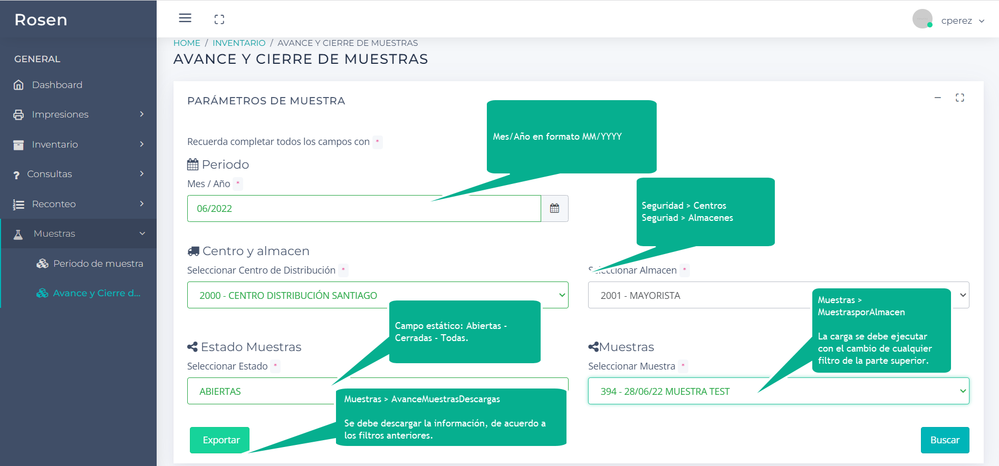 Rosen
cperez
GENERAL
Dashboard
Impresiones
Inventario
? Consultas
Reconteo
Muestras
Periodo de muestra
Avance y Cierre d...
HOME / INVENTARIO / AVANCE Y CIERRE DE MUESTRAS
AVANCE Y CIERRE DE MUESTRAS
PARÁMETROS DE MUESTRA
Recuerda completar todos los campos con *
Mes/Año en formato MM/YYYY
Periodo
Mes / Año *
06/2022
Seguridad > Centros
Seguriad > Almacenes
Centro y almacen
Seleccionar Centro de Distribución *
2000 - CENTRO DISTRIBUCIÓN SANTIAGO
Seleccionar Almacen *
2001 - MAYORISTA
Campo estático: Abiertas -
Cerradas - Todas.
Muestras >
MuestrasporAlmacen
La carga se debe ejecutar
con el cambio de cualquier
filtro de la parte superior.
Estado Muestras
Seleccionar Estado *
ABIERTAS
Muestras
Seleccionar Muestra *
394 - 28/06/22 MUESTRA TEST
Muestras > AvanceMuestrasDescargas
Se debe descargar la información, de acuerdo a
los filtros anteriores.
Exportar
Buscar